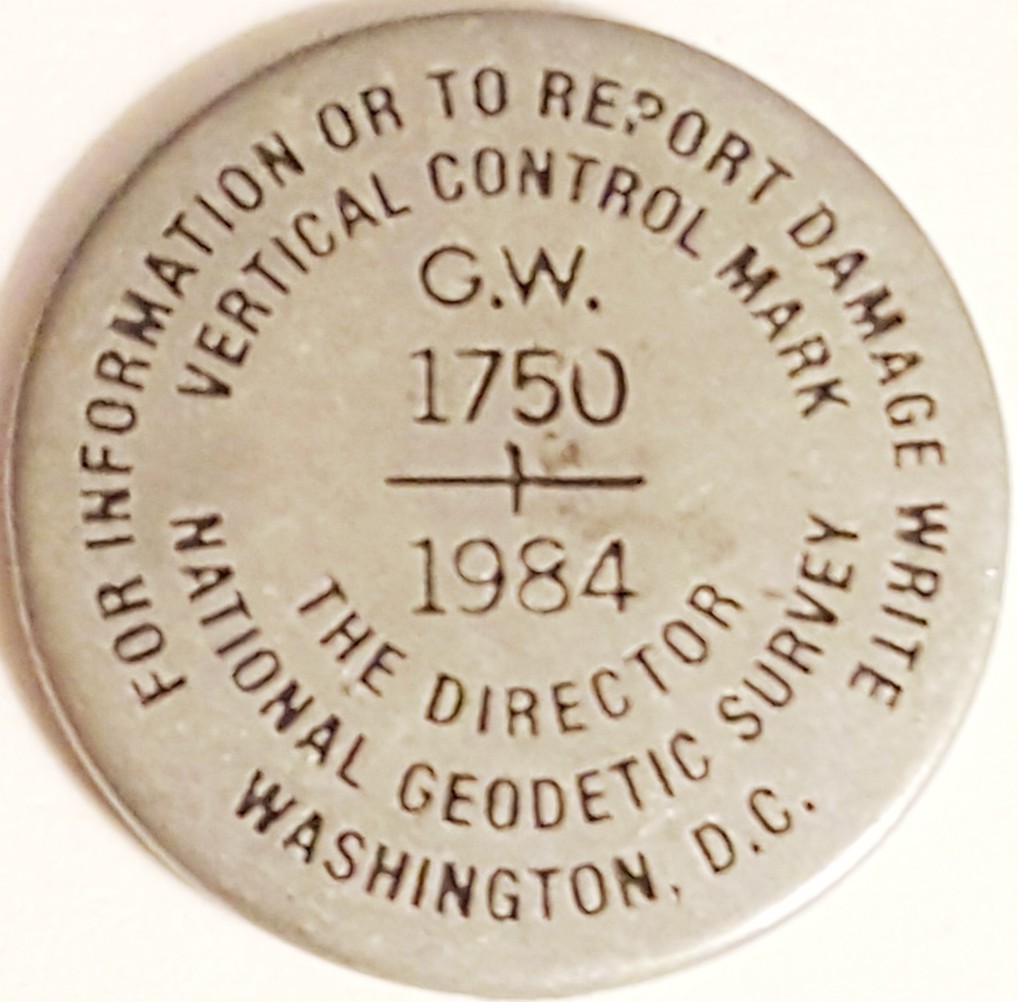 FOR INFORMATION OR TO REPORT DAMAGE WRITE
VERTICAL CONTROL MARK
G.W.
1750
1984
THE DIRECTOR
NATIONAL GEODETIC SURVEY
WASHINGTON, D.C.